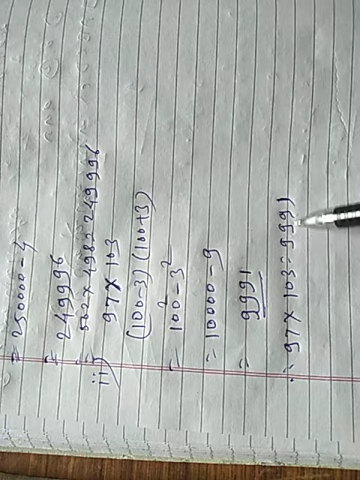 = 250000-4
= 249996
∴ 502 × 498 = 249996
ii) 97 × 103
(100-3) (100+3)
= 100² - 3²
= 10000 - 9
= 9991
∴ 97 × 103 = 9991